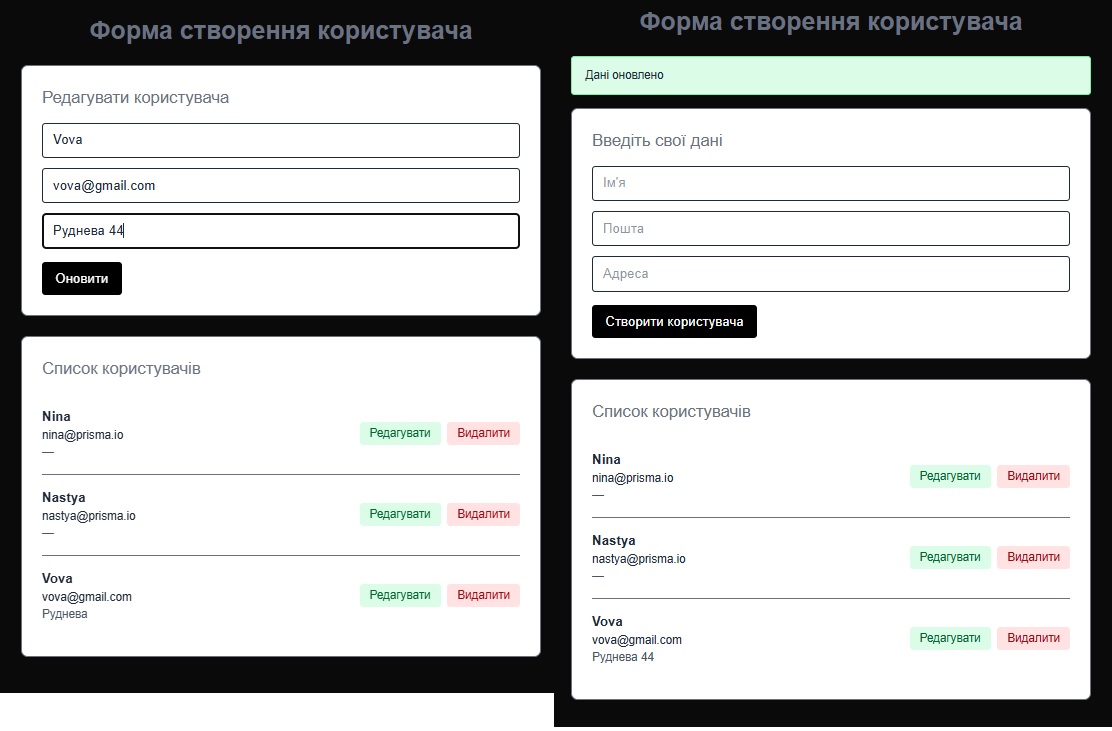 Форма створення користувача
Редагувати користувача
Vova
vova@gmail.com
Руднева 44
Оновити
Список користувачів
Nina
nina@prisma.io
—
Редагувати Видалити
Nastya
nastya@prisma.io
—
Редагувати Видалити
Vova
vova@gmail.com
Руднева
Редагувати Видалити
Форма створення користувача
Дані оновлено
Введіть свої дані
Ім'я
Пошта
Адреса
Створити користувача
Список користувачів
Nina
nina@prisma.io
—
Редагувати Видалити
Nastya
nastya@prisma.io
—
Редагувати Видалити
Vova
vova@gmail.com
Руднева 44
Редагувати Видалити